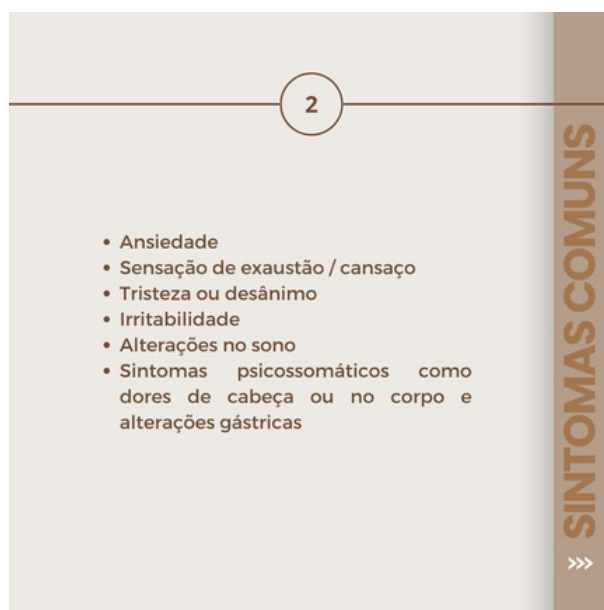 2
• Ansiedade
• Sensação de exaustão / cansaço
• Tristeza ou desânimo
• Irritabilidade
• Alterações no sono
• Sintomas psicossomáticos como
dores de cabeça ou no corpo e
alterações gástricas
SINTOMAS COMUNS
>>>